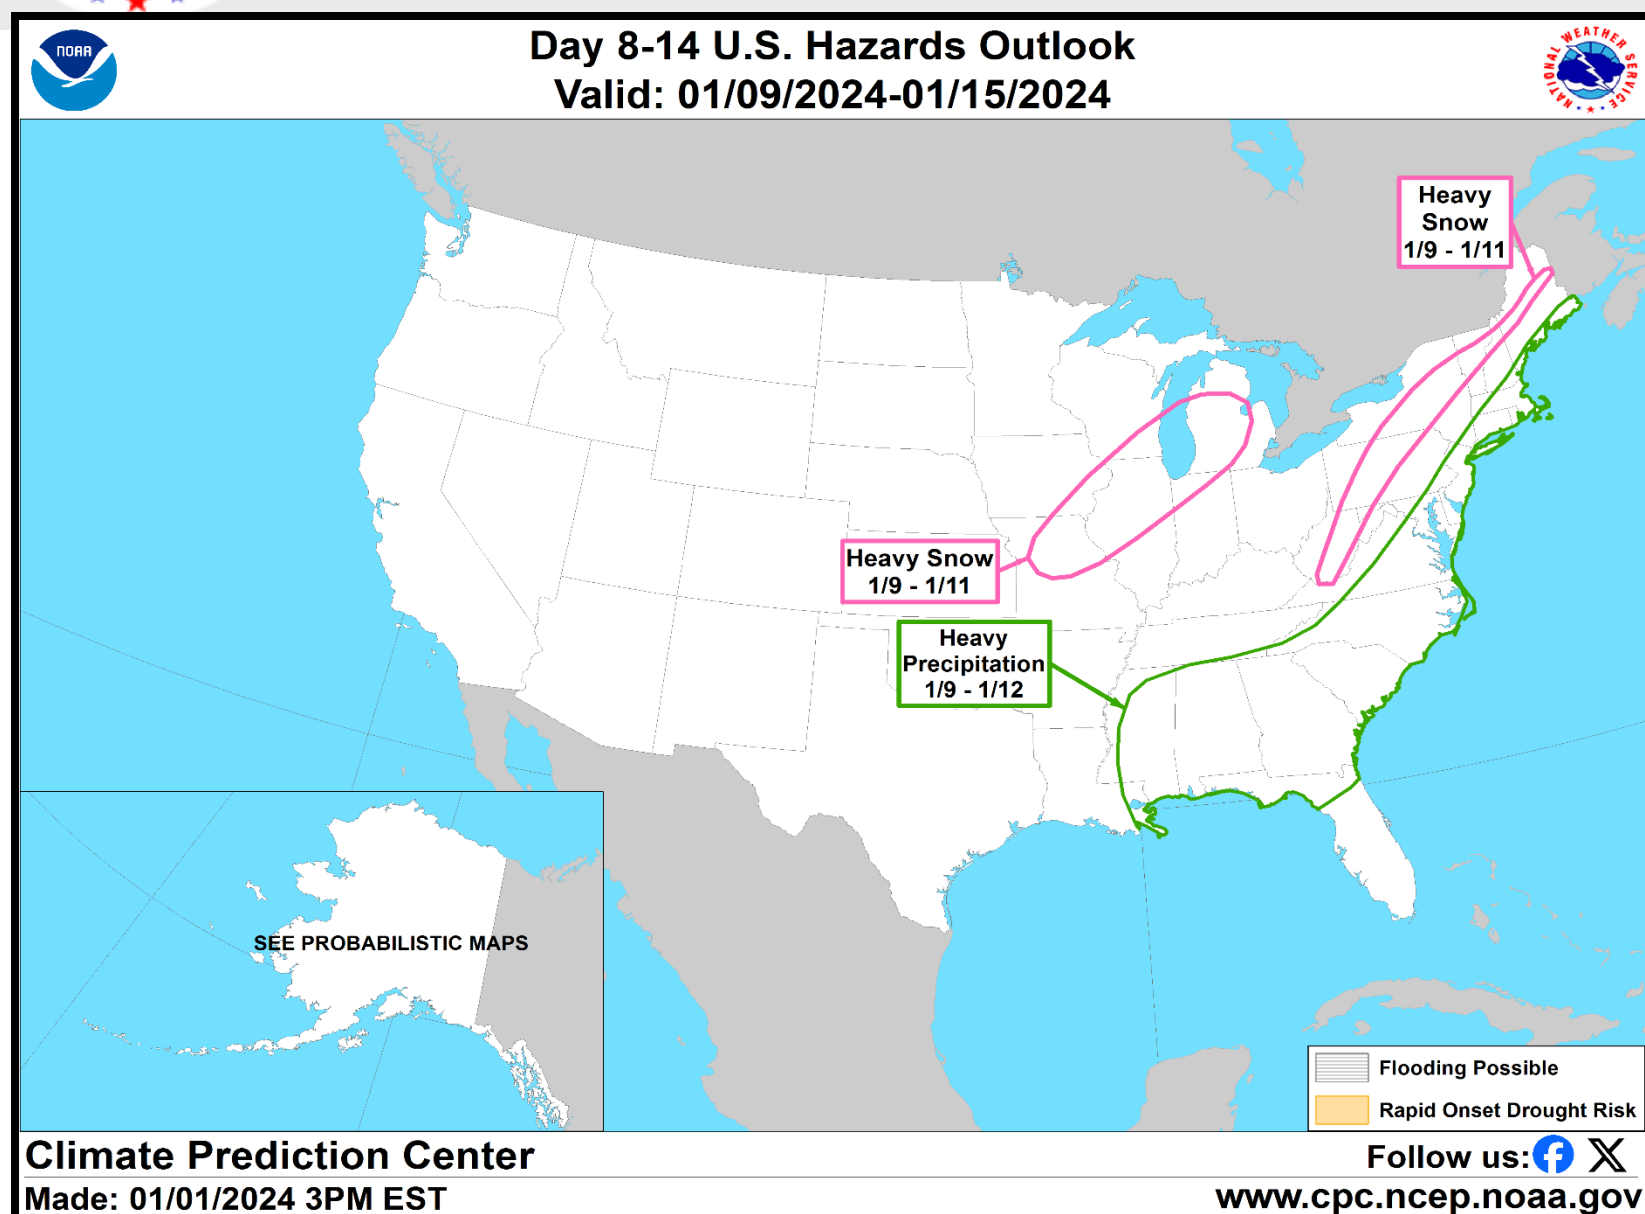 NOAA
Day 8-14 U.S. Hazards Outlook
Valid: 01/09/2024-01/15/2024
NATIONAL WEATHER SERVICE
Heavy
Snow
1/9 - 1/11
Heavy Snow
1/9 - 1/11
Heavy
Precipitation
1/9 - 1/12
SEE PROBABILISTIC MAPS
Flooding Possible
Rapid Onset Drought Risk
Climate Prediction Center
Follow us:
Made: 01/01/2024 3PM EST
www.cpc.ncep.noaa.gov